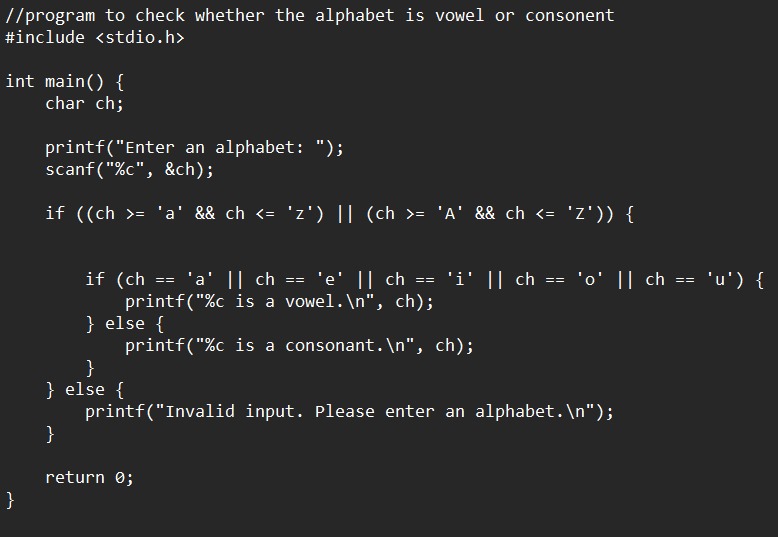 //program to check whether the alphabet is vowel or consonent
#include <stdio.h>
int main() {
char ch;
printf("Enter an alphabet: ");
scanf("%c", &ch);
if ((ch >= 'a' && ch <= 'z') || (ch >= 'A' && ch <= 'Z')) {
if (ch == 'a' || ch == 'e' || ch == 'i' || ch == 'o' || ch == 'u') {
printf("%c is a vowel.\n", ch);
} else {
printf("%c is a consonant.\n", ch);
}
} else {
printf("Invalid input. Please enter an alphabet.\n");
}
return 0;
}